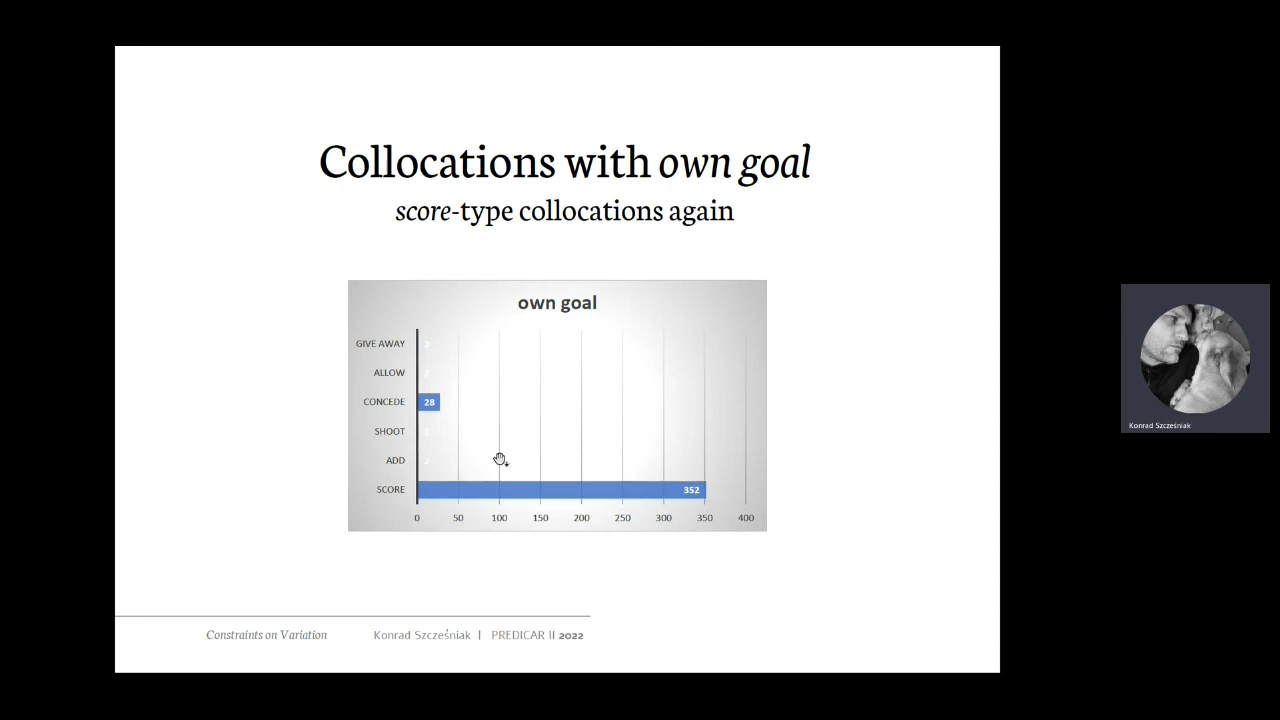 Collocations with own goal
score-type collocations again
own goal
GIVE AWAY
ALLOW
CONCEDE 28
SHOOT
ADD
SCORE 352
0 50 100 150 200 250 300 350 400
Constraints on Variation Konrad Szcześniak | PREDICAR II 2022
Konrad Szcześniak